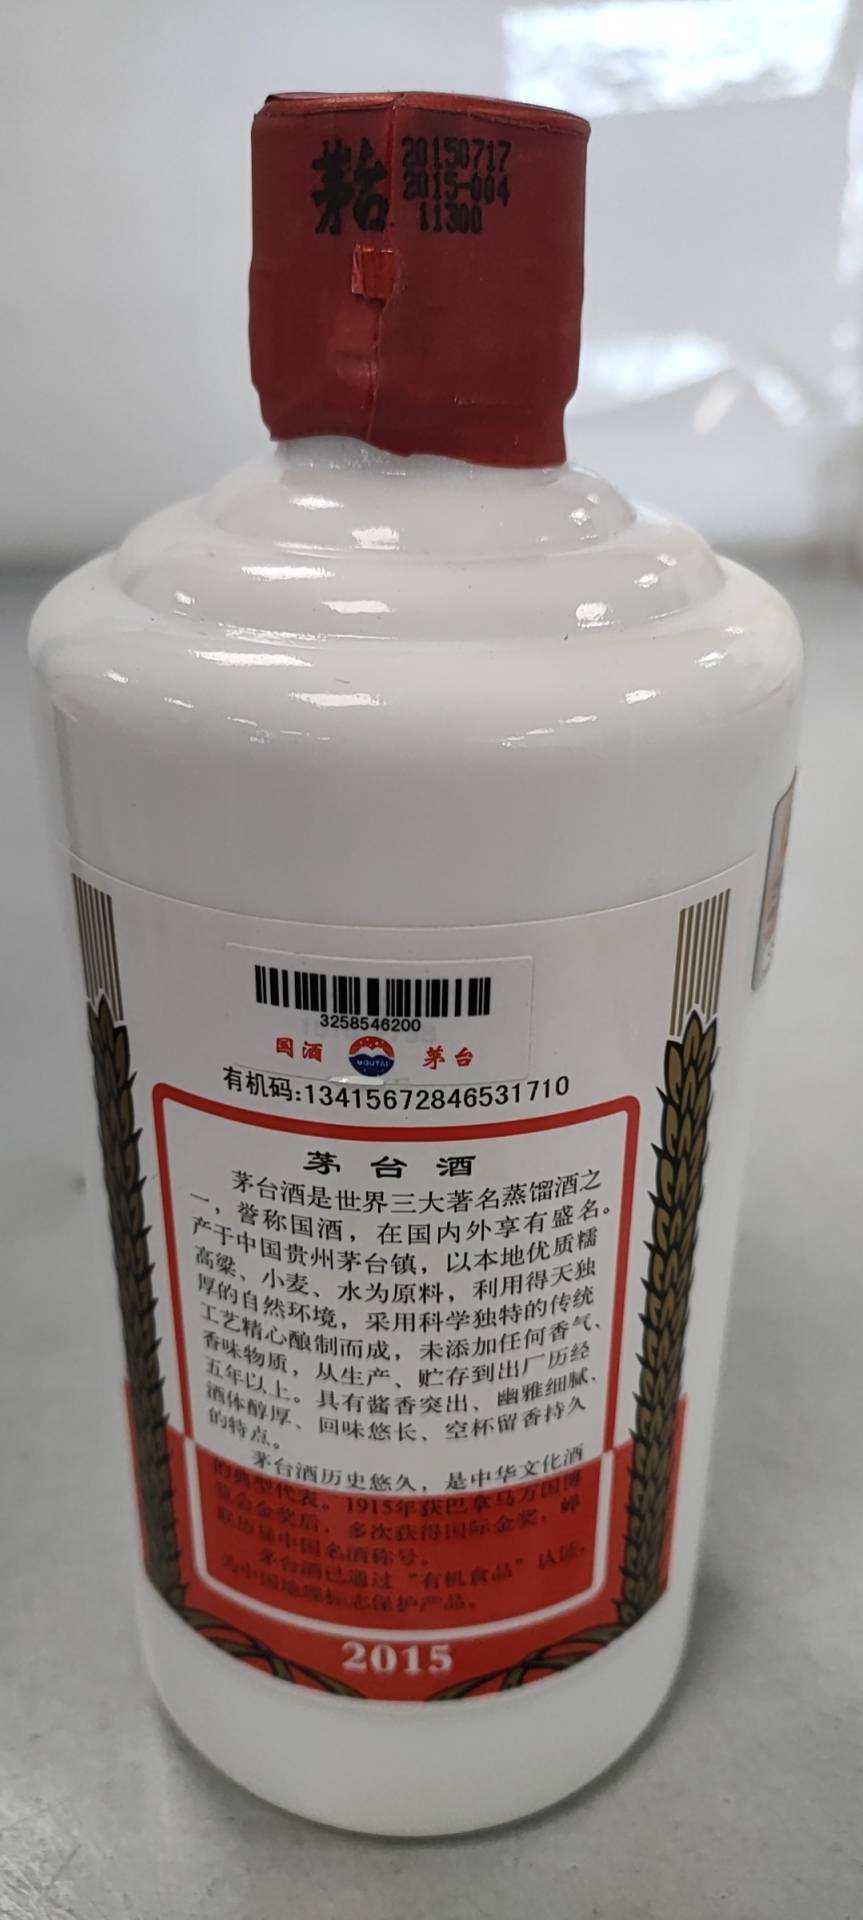 茅台
20150717
2015-004
11300
3258546200
国酒
MOUTAI
茅台
有机码:13415672846531710
茅台酒
茅台酒是世界三大著名蒸馏酒之
一，誉称国酒，在国内外享有盛名。
产于中国贵州茅台镇，以本地优质糯
高粱、小麦、水为原料，利用得天独
厚的自然环境，采用科学独特的传统
工艺精心酿制而成，未添加任何香气、
香味物质，从生产、贮存到出厂历经
五年以上。具有酱香突出、幽雅细腻、
酒体醇厚、回味悠长、空杯留香持久
的特点。
茅台酒历史悠久，是中华文化酒
的典型代表。1915年获巴拿马万国博
览会金奖后，多次获得国际金奖，蝉
联历届中国名酒称号。
茅台酒已通过“有机食品”认证，
为中国地理标志保护产品。
2015